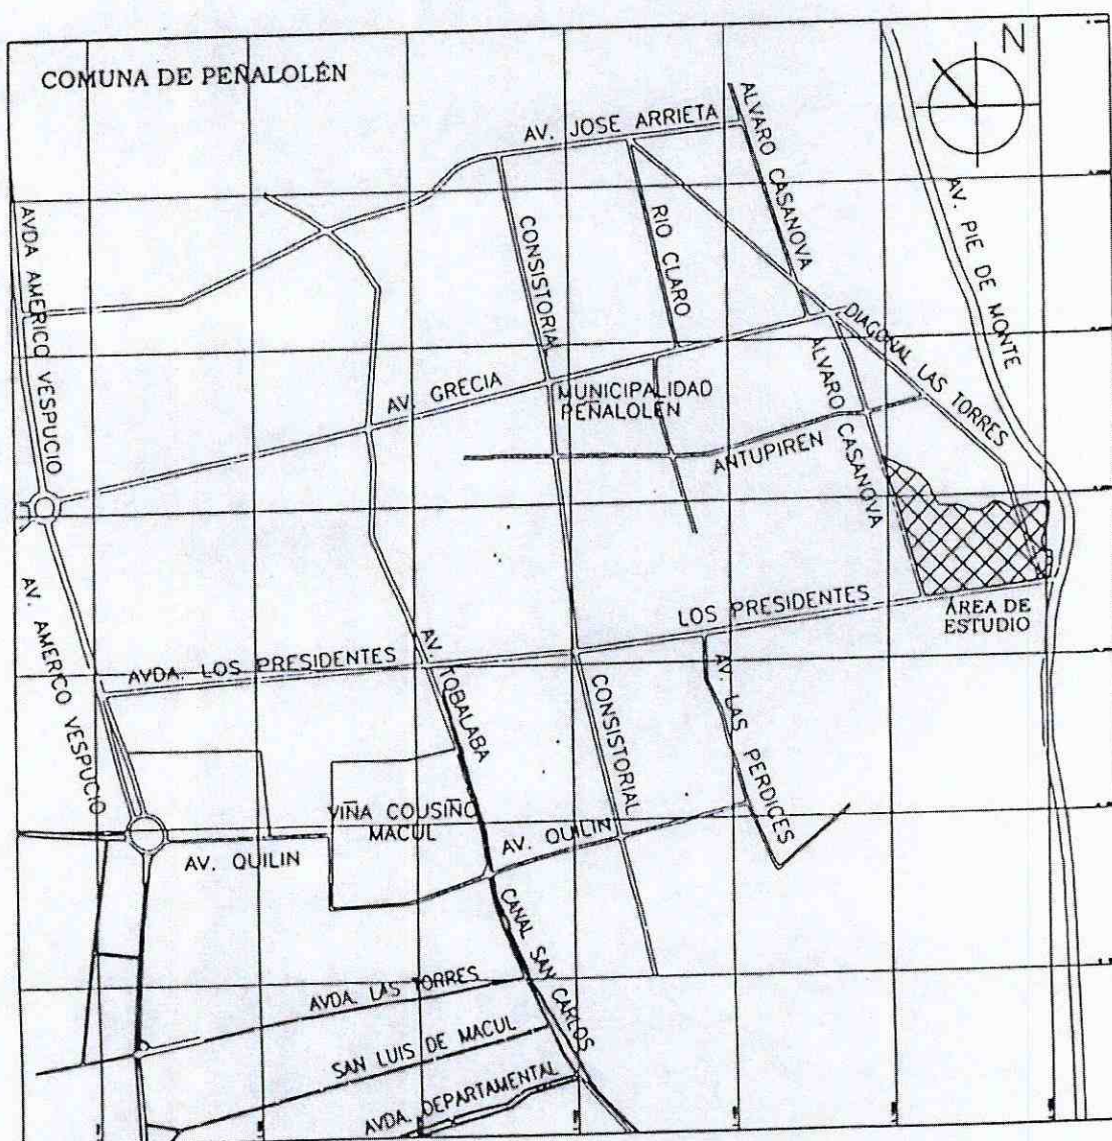 COMUNA DE PEÑALOLÉN
N
AV. JOSE ARRIETA
ALVARO CASANOVA
AV. PIE DE MONTE
AVDA AMERICO VESPUCIO
CONSISTORIAL
RIO CLARO
DIAGONAL LAS TORRES
AV. GRECIA
MUNICIPALIDAD
PEÑALOLÉN
ALVARO CASANOVA
ANTUPIREN
AV. AMERICO VESPUCIO
LOS PRESIDENTES
ÁREA DE
ESTUDIO
AVDA. LOS PRESIDENTES
AV. TOBALABA
CONSISTORIAL
AV. LAS PERDICES
VIÑA COUSIÑO
MACUL
AV. QUILIN
AV. QUILIN
CANAL SAN CARLOS
AVDA. LAS TORRES
SAN LUIS DE MACUL
AVDA. DEPARTAMENTAL